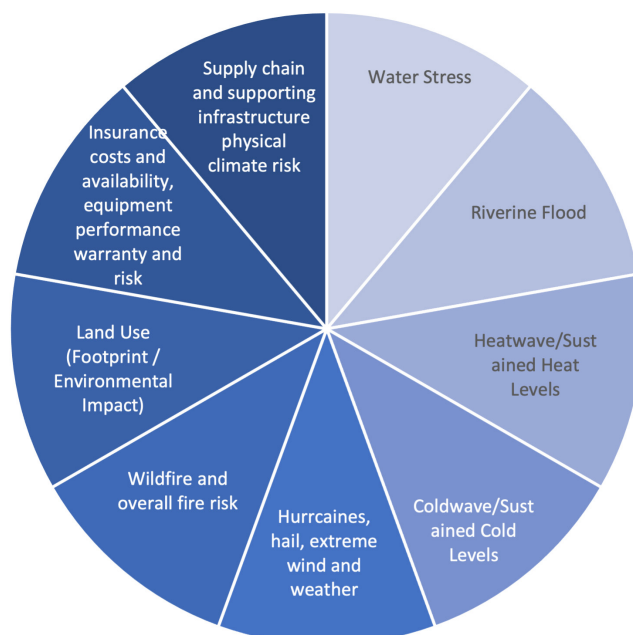 Water Stress
Riverine Flood
Heatwave/Sust
ained Heat
Levels
Coldwave/Sust
ained Cold
Levels
Hurrcaines,
hail, extreme
wind and
weather
Wildfire and
overall fire risk
Land Use
(Footprint /
Environmental
Impact)
Insurance
costs and
availability,
equipment
performance
warranty and
risk
Supply chain
and supporting
infrastructure
physical
climate risk